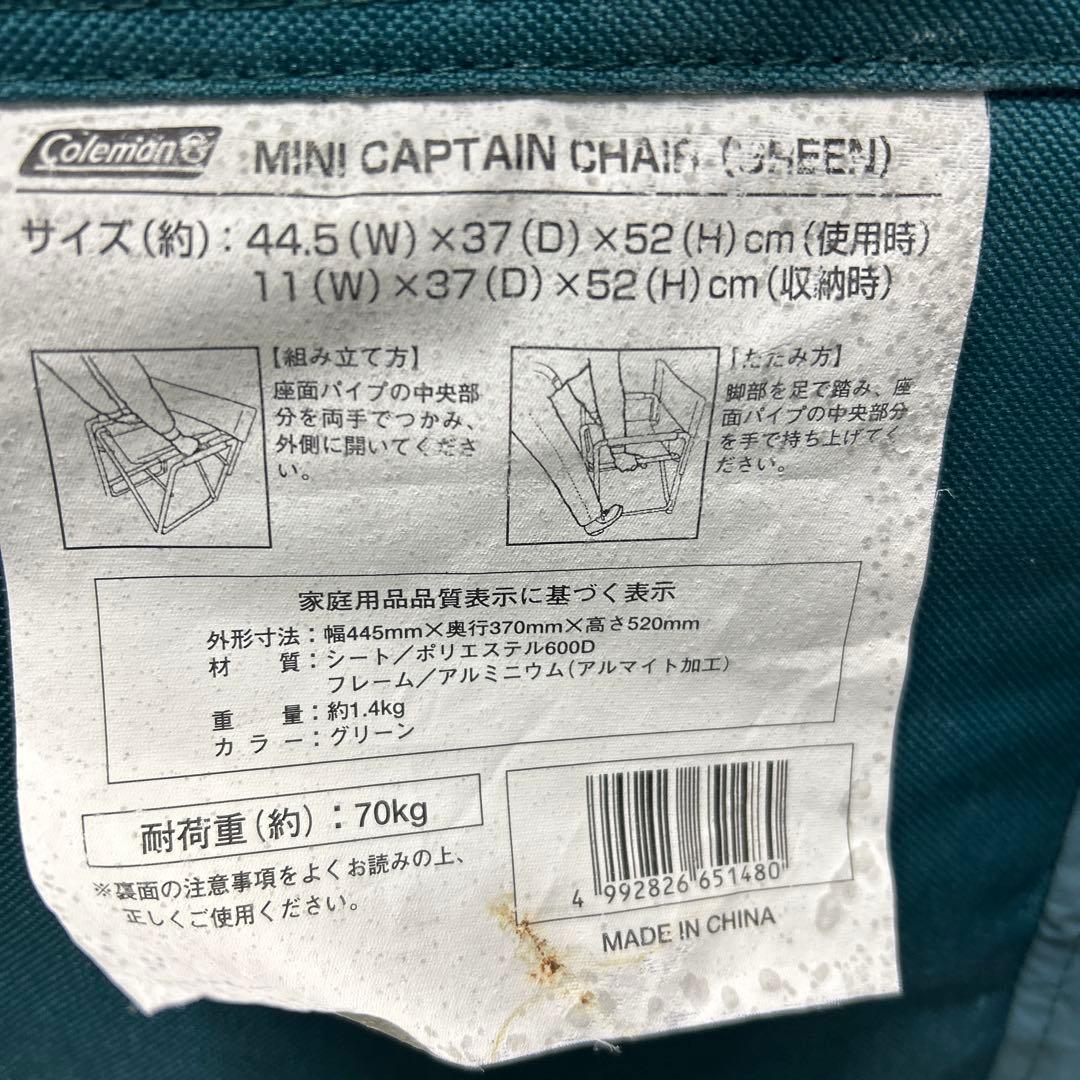 Coleman
MINI CAPTAIN CHAIR (GREEN)
サイズ(約):44.5(W)×37(D)×52(H)cm(使用時)
11(W)×37(D)×52(H)cm(収納時)
【組み立て方】
座面パイプの中央部
分を両手でつかみ、
外側に開いてくださ
い。
【たたみ方】
脚部を足で踏み、座
面パイプの中央部分
を手で持ち上げてく
ださい。
家庭用品品質表示に基づく表示
外形寸法:幅445mm×奥行370mm×高さ520mm
材 質:シート/ポリエステル600D
フレーム/アルミニウム(アルマイト加工)
重 量:約1.4kg
カ ラ ー:グリーン
耐荷重(約):70kg
※裏面の注意事項をよくお読みの上、
正しくご使用ください。
4 992826 651480
MADE IN CHINA